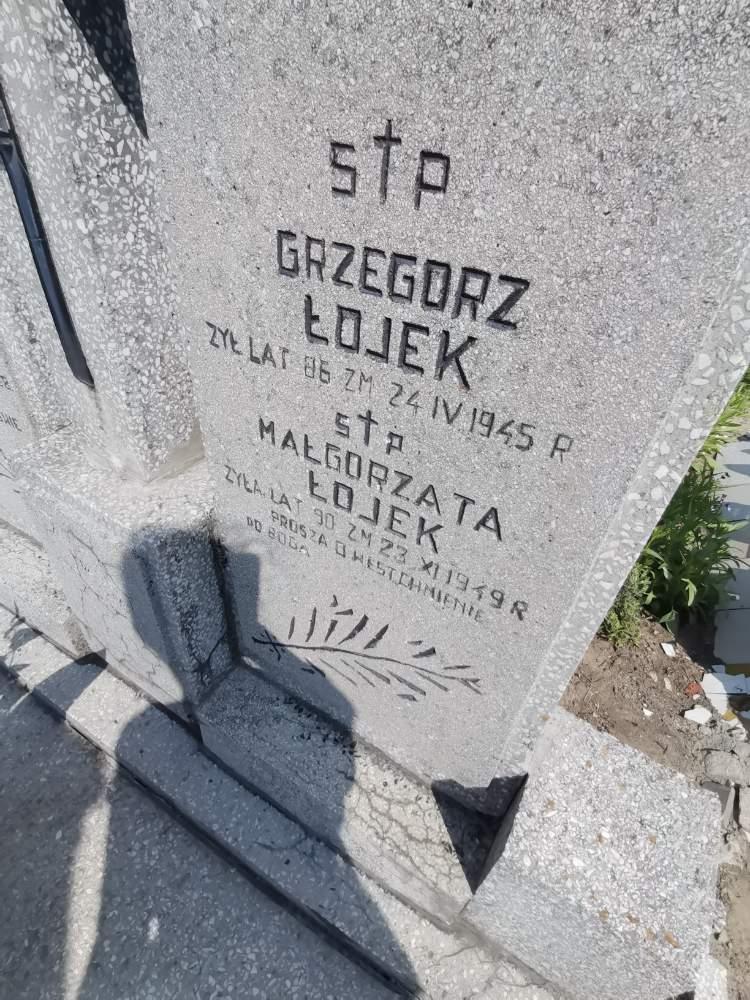 S † P
GRZEGORZ
ŁOJEK
ŻYŁ LAT 86 ZM 24 IV 1945 R
S † P
MAŁGORZATA
ŁOJEK
ŻYŁA LAT 90 ZM 23 XI 1949 R
PROSZA O WESTCHNIENIE
DO BOGA